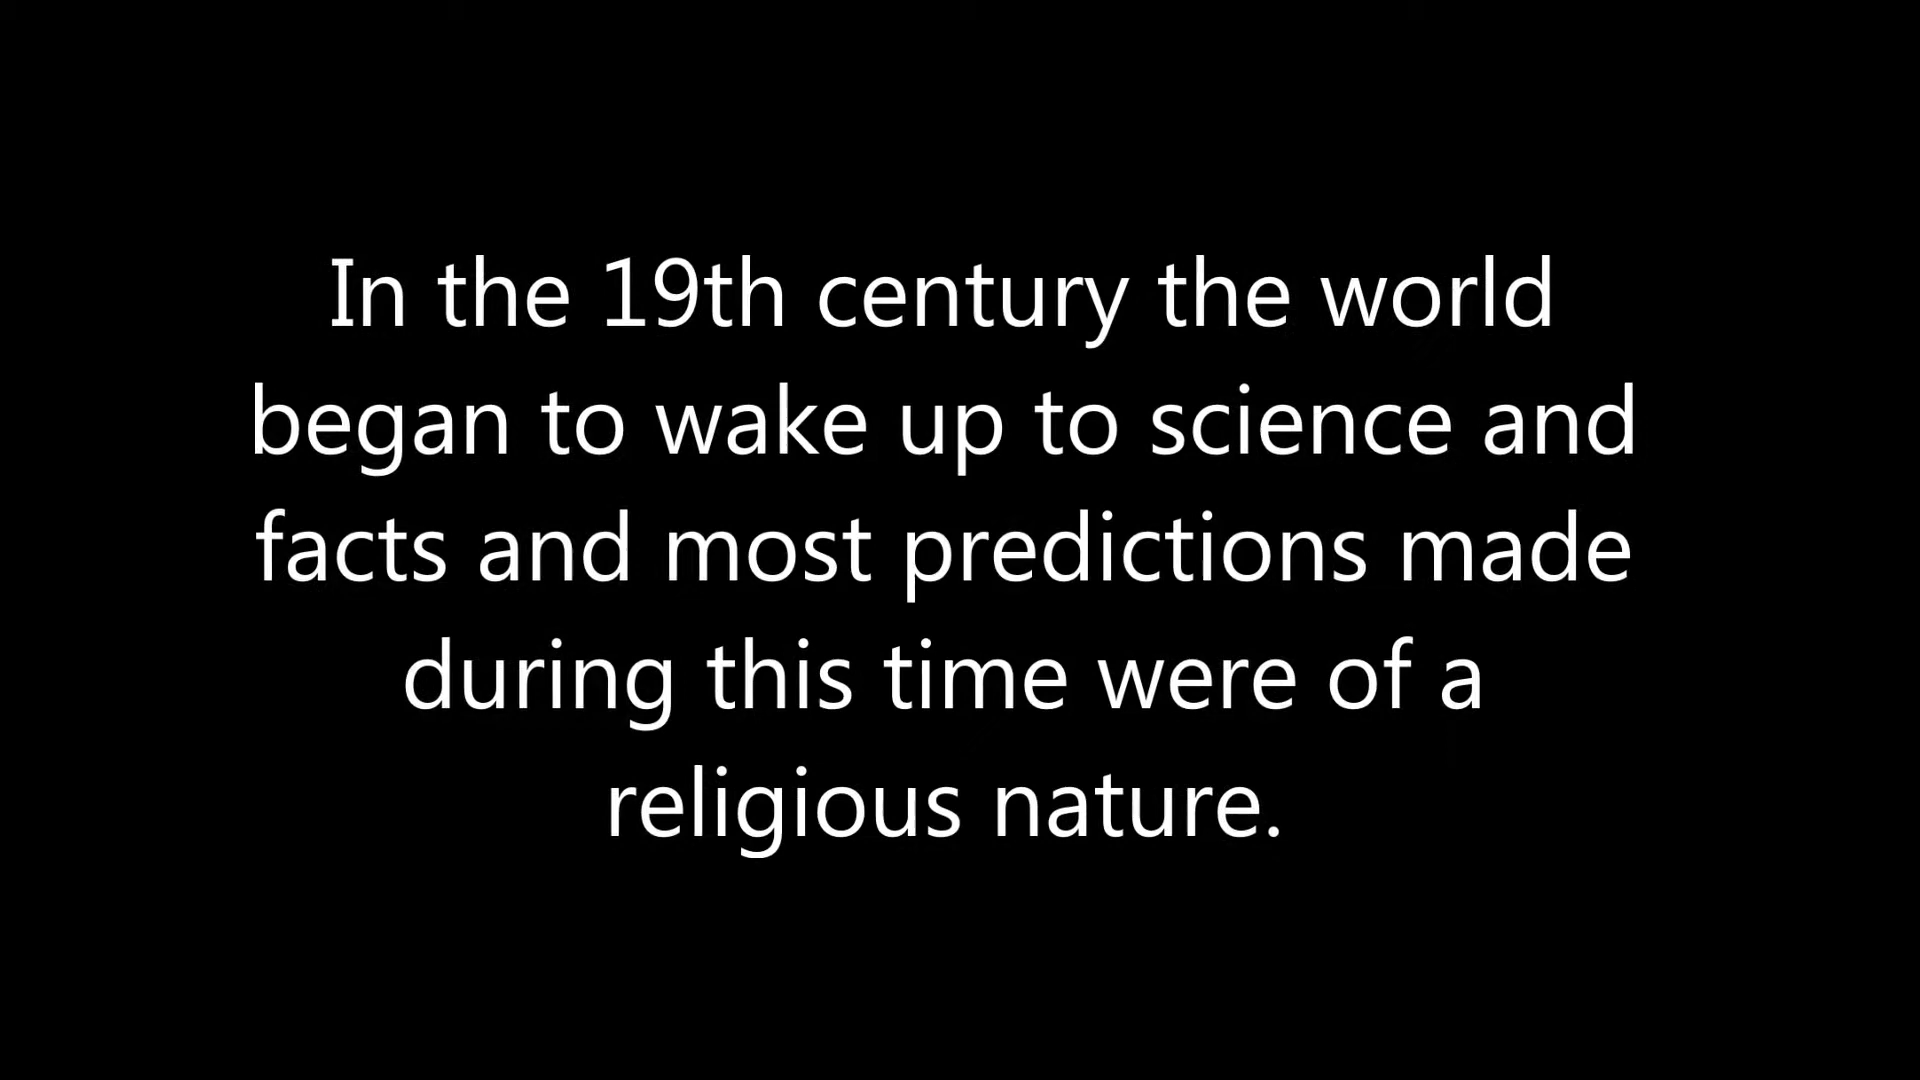 In the 19th century the world
began to wake up to science and
facts and most predictions made
during this time were of a
religious nature.